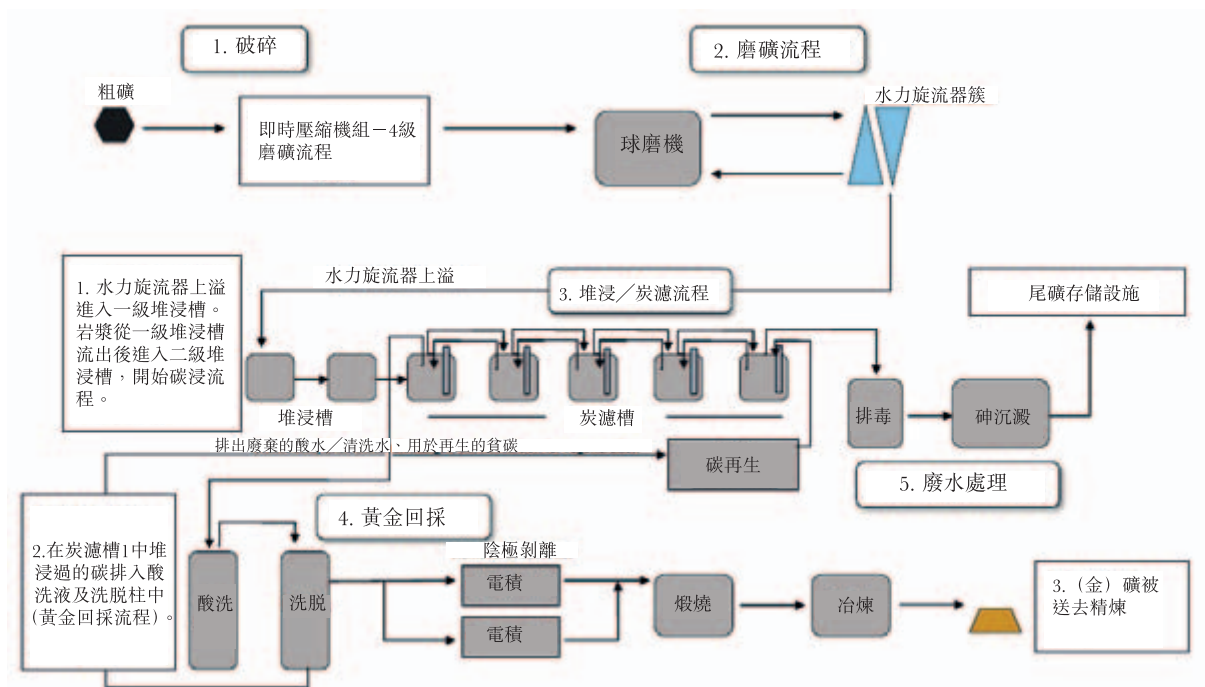 1. 破碎
2. 磨礦流程
粗礦
水力旋流器簇
即時壓縮機組－4級
磨礦流程
球磨機
1. 水力旋流器上溢
進入一級堆浸槽。
岩漿從一級堆浸槽
流出後進入二級堆
浸槽，開始碳浸流
程。
水力旋流器上溢
3. 堆浸／炭濾流程
尾礦存儲設施
堆浸槽
炭濾槽
排毒
砷沉澱
排出廢棄的酸水／清洗水、用於再生的貧碳
碳再生
5. 廢水處理
4. 黃金回採
2.在炭濾槽1中堆
浸過的碳排入酸
洗液及洗脱柱中
(黃金回採流程)。
酸洗
洗脱
陰極剝離
電積
電積
煅燒
冶煉
3.（金）礦被
送去精煉